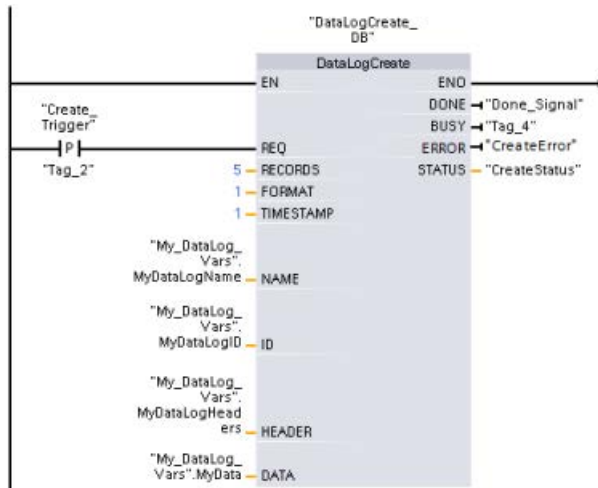 "DataLogCreate_
DB"
DataLogCreate
EN ENO
DONE "Done_Signal"
"Create_
Trigger"
BUSY "Tag_4"
P REQ ERROR "CreateError"
"Tag_2" 5 RECORDS STATUS "CreateStatus"
1 FORMAT
1 TIMESTAMP
"My_DataLog_
Vars".
MyDataLogName NAME
"My_DataLog_
Vars".
MyDataLogID ID
"My_DataLog_
Vars".
MyDataLogHead
ers HEADER
"My_DataLog_
Vars".MyData DATA